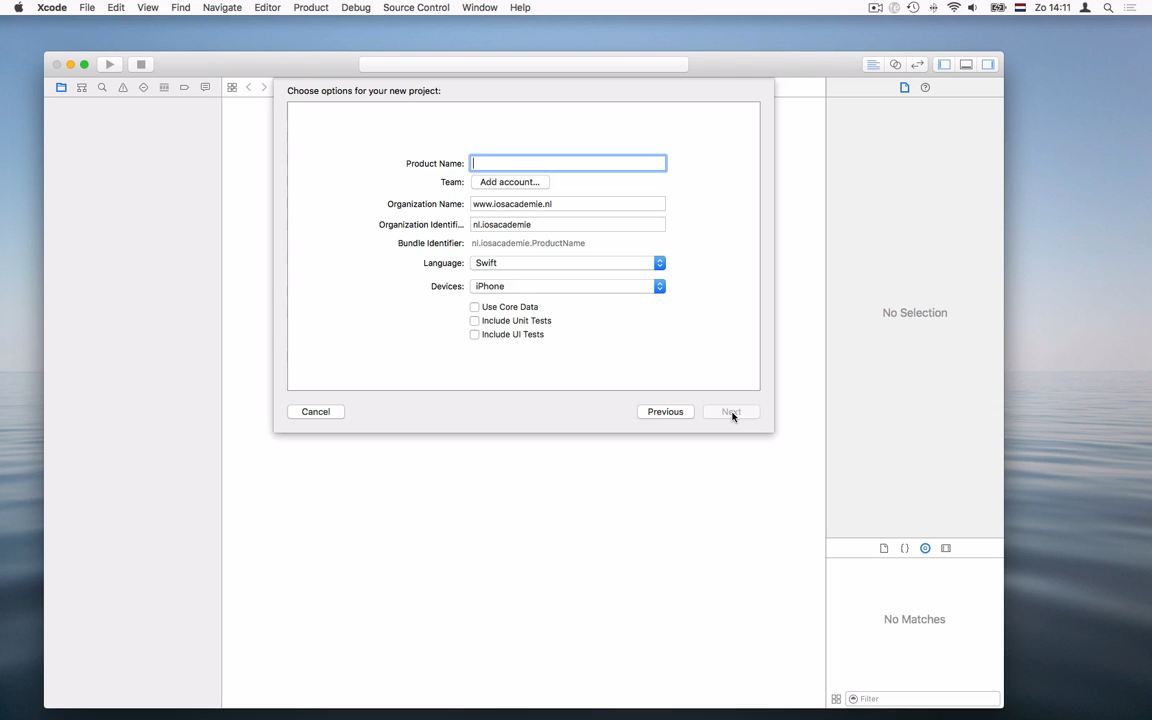 Xcode File Edit View Find Navigate Editor Product Debug Source Control Window Help Zo 14:11
Choose options for your new project:
Product Name:
Team: Add account...
Organization Name: www.iosacademie.nl
Organization Identifi... nl.iosacademie
Bundle Identifier: nl.iosacademie.ProductName
Language: Swift
Devices: iPhone
Use Core Data
Include Unit Tests
Include UI Tests
Cancel Previous Next
No Selection
No Matches
Filter